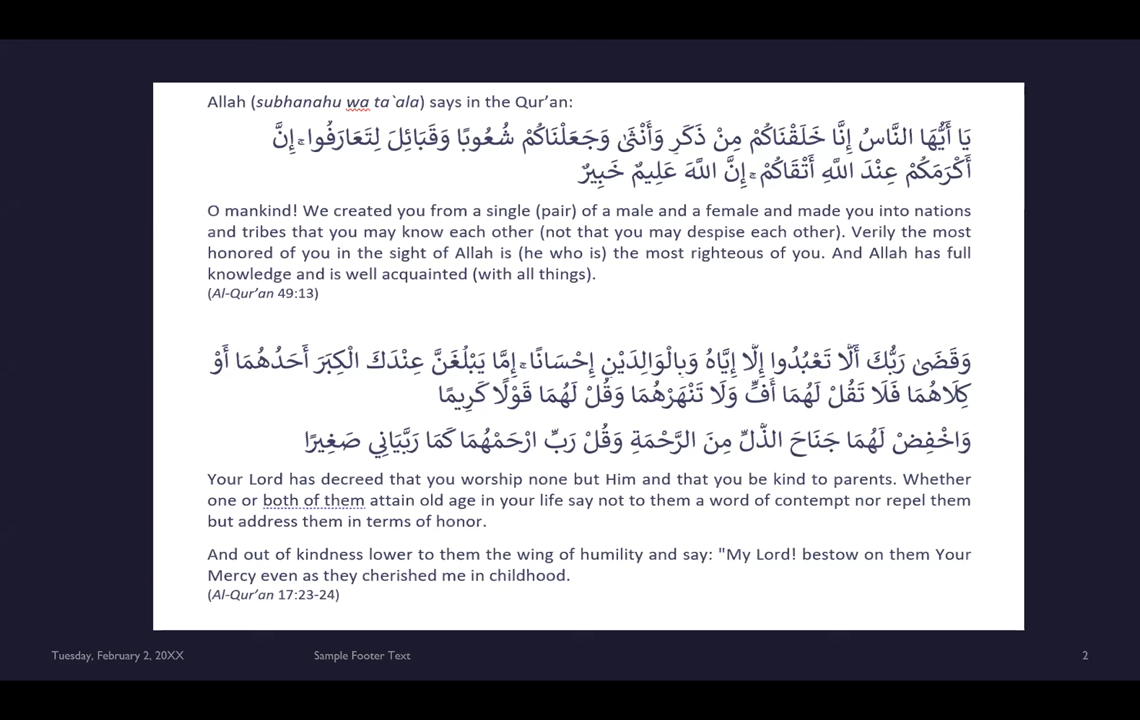 Allah (subhanahu wa ta`ala) says in the Qur’an:
يَا أَيُّهَا النَّاسُ إِنَّا خَلَقْنَاكُمْ مِنْ ذَكَرٍ وَأُنْثَىٰ وَجَعَلْنَاكُمْ شُعُوبًا وَقَبَائِلَ لِتَعَارَفُوا ۚ إِنَّ
أَكْرَمَكُمْ عِنْدَ اللَّهِ أَتْقَاكُمْ ۚ إِنَّ اللَّهَ عَلِيمٌ خَبِيرٌ
O mankind! We created you from a single (pair) of a male and a female and made you into nations
and tribes that you may know each other (not that you may despise each other). Verily the most
honored of you in the sight of Allah is (he who is) the most righteous of you. And Allah has full
knowledge and is well acquainted (with all things).
(Al-Qur’an 49:13)
وَقَضَىٰ رَبُّكَ أَلَّا تَعْبُدُوا إِلَّا إِيَّاهُ وَبِالْوَالِدَيْنِ إِحْسَانًا ۚ إِمَّا يَبْلُغَنَّ عِنْدَكَ الْكِبَرَ أَحَدُهُمَا أَوْ
كِلَاهُمَا فَلَا تَقُلْ لَهُمَا أُفٍّ وَلَا تَنْهَرْهُمَا وَقُلْ لَهُمَا قَوْلًا كَرِيمًا
وَاخْفِضْ لَهُمَا جَنَاحَ الذُّلِّ مِنَ الرَّحْمَةِ وَقُلْ رَبِّ ارْحَمْهُمَا كَمَا رَبَّيَانِي صَغِيرًا
Your Lord has decreed that you worship none but Him and that you be kind to parents. Whether
one or both of them attain old age in your life say not to them a word of contempt nor repel them
but address them in terms of honor.
And out of kindness lower to them the wing of humility and say: "My Lord! bestow on them Your
Mercy even as they cherished me in childhood.
(Al-Qur’an 17:23-24)
Tuesday, February 2, 20XX
Sample Footer Text
2